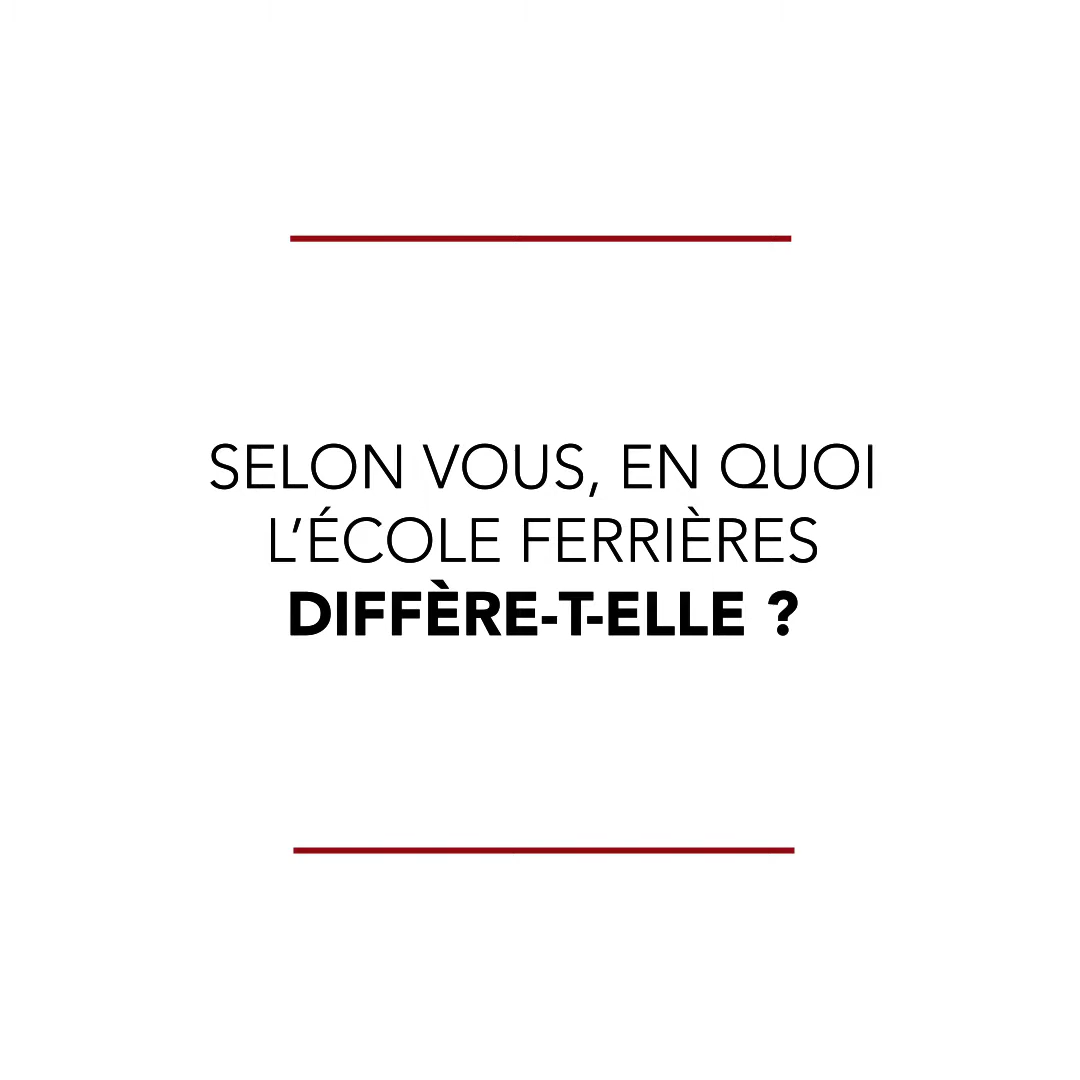 SELON VOUS, EN QUOI
L’ÉCOLE FERRIÈRES
DIFFÈRE-T-ELLE ?